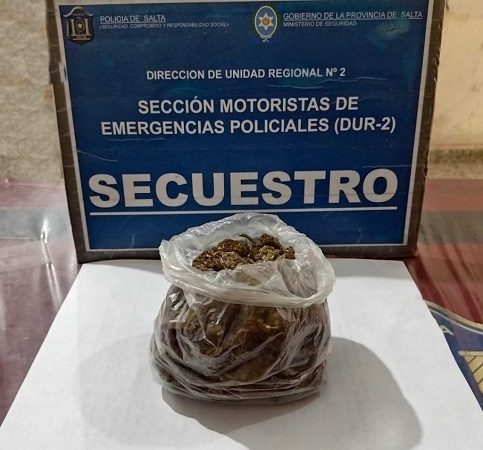 POLICIA DE SALTA
«SEGURIDAD, COMPROMISO Y RESPONSABILIDAD SOCIAL»
GOBIERNO DE LA PROVINCIA DE SALTA
MINISTERIO DE SEGURIDAD
DIRECCION DE UNIDAD REGIONAL Nº 2
SECCIÓN MOTORISTAS DE
EMERGENCIAS POLICIALES (DUR-2)
SECUESTRO